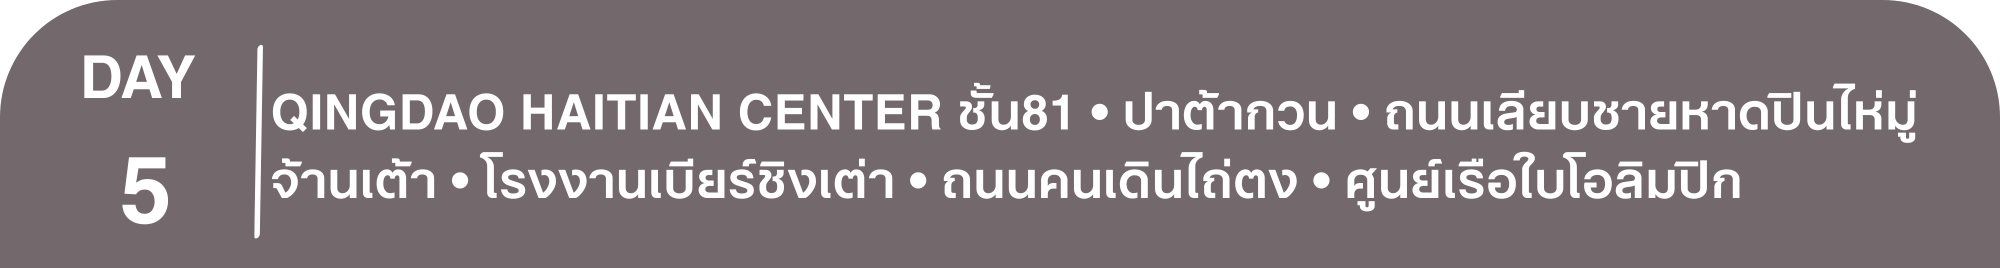 DAY
5
QINGDAO HAITIAN CENTER ชั้น81 • ปาต้ากวน • ถนนเลียบชายหาดปินไห่มู่
จ้านเต้า • โรงงานเบียร์ชิงเต่า • ถนนคนเดินไถ่ตง • ศูนย์เรือใบโอลิมปิก